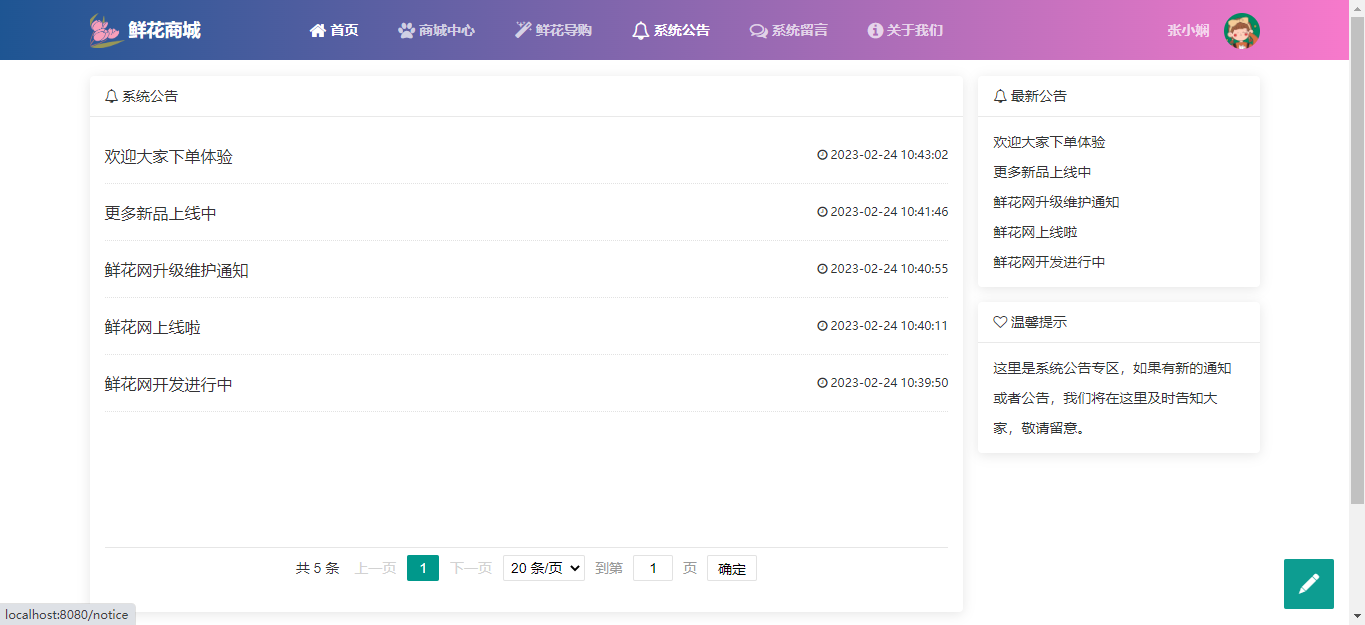 鲜花商城
首页
商城中心
鲜花导购
系统公告
系统留言
关于我们
张小娴
系统公告
欢迎大家下单体验 2023-02-24 10:43:02
更多新品上线中 2023-02-24 10:41:46
鲜花网升级维护通知 2023-02-24 10:40:55
鲜花网上线啦 2023-02-24 10:40:11
鲜花网开发进行中 2023-02-24 10:39:50
共 5 条 上一页 1 下一页 20 条/页 到第 1 页 确定
最新公告
欢迎大家下单体验
更多新品上线中
鲜花网升级维护通知
鲜花网上线啦
鲜花网开发进行中
温馨提示
这里是系统公告专区，如果有新的通知
或者公告，我们将在这里及时告知大
家，敬请留意。
localhost:8080/notice